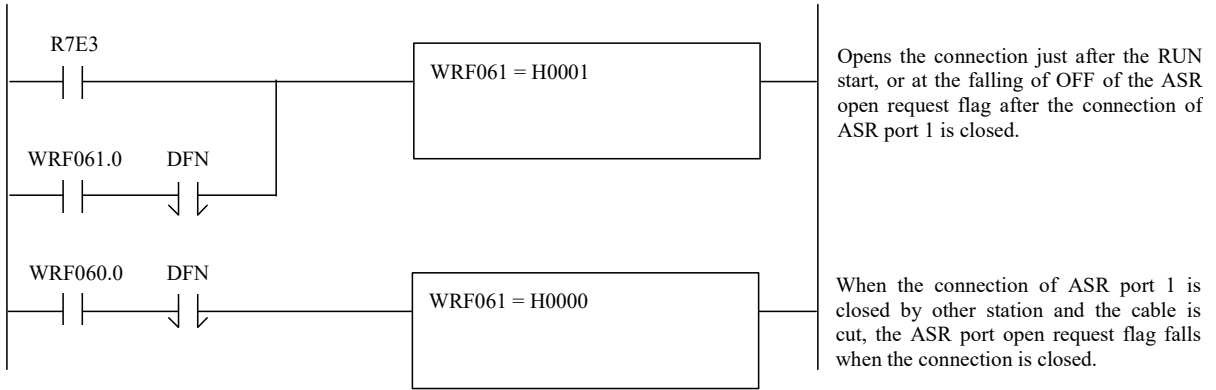 R7E3
WRF061 = H0001
Opens the connection just after the RUN
start, or at the falling of OFF of the ASR
open request flag after the connection of
ASR port 1 is closed.
WRF061.0 DFN
WRF060.0 DFN
WRF061 = H0000
When the connection of ASR port 1 is
closed by other station and the cable is
cut, the ASR port open request flag falls
when the connection is closed.